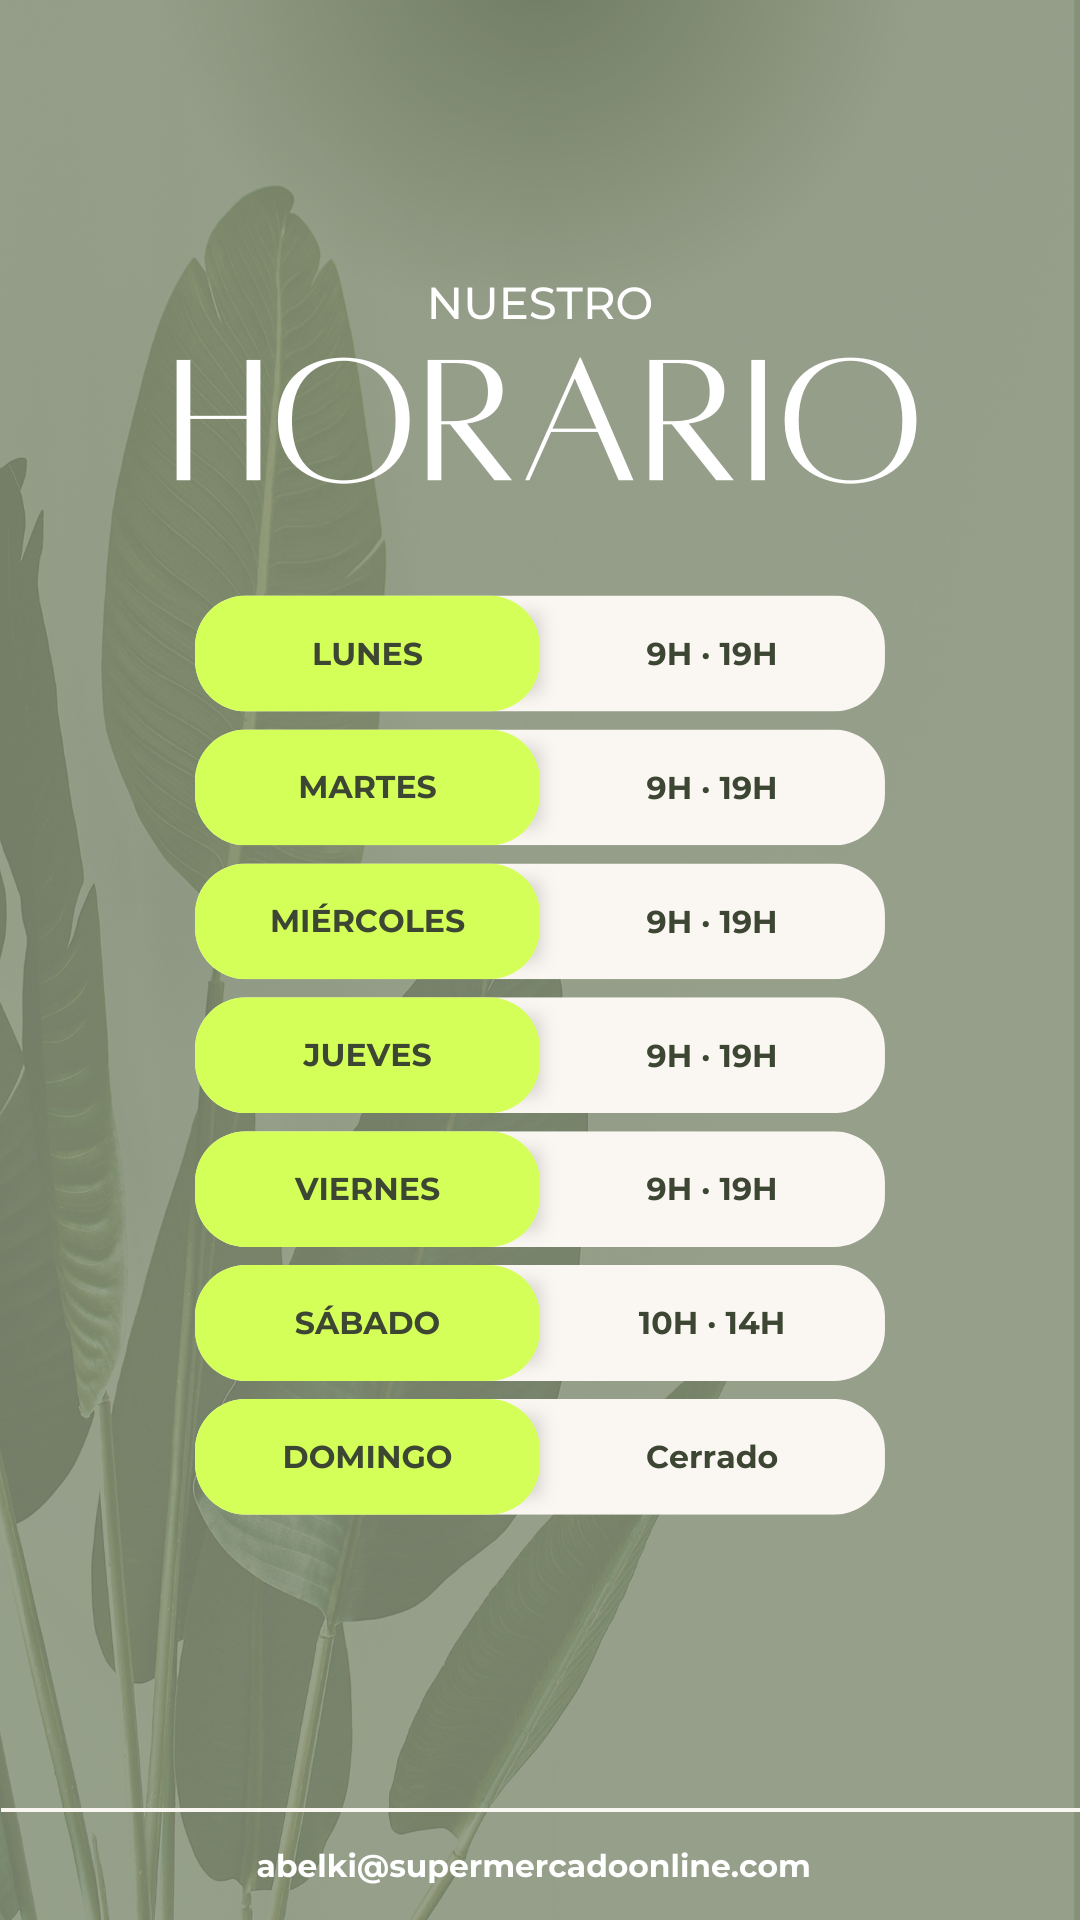 NUESTRO
HORARIO
LUNES 9H · 19H
MARTES 9H · 19H
MIÉRCOLES 9H · 19H
JUEVES 9H · 19H
VIERNES 9H · 19H
SÁBADO 10H · 14H
DOMINGO Cerrado
abelki@supermercadoonline.com